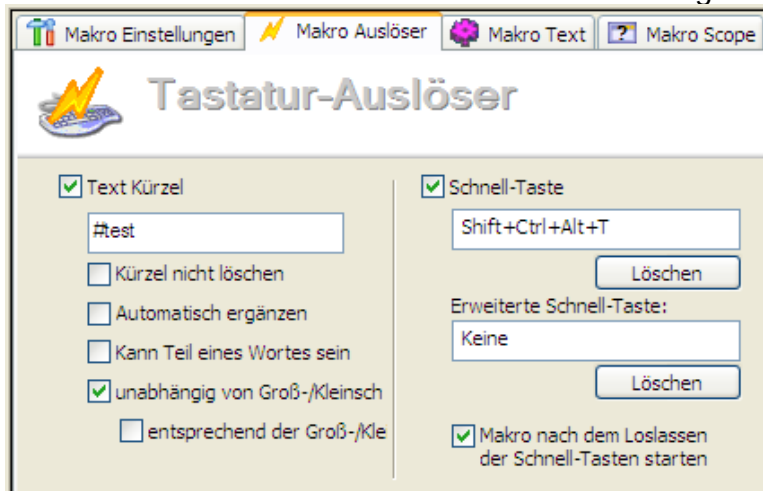 Makro Einstellungen Makro Auslöser Makro Text Makro Scope
Tastatur-Auslöser
Text Kürzel
#test
Kürzel nicht löschen
Automatisch ergänzen
Kann Teil eines Wortes sein
unabhängig von Groß-/Kleinsch
entsprechend der Groß-/Kle
Schnell-Taste
Shift+Ctrl+Alt+T
Löschen
Erweiterte Schnell-Taste:
Keine
Löschen
Makro nach dem Loslassen
der Schnell-Tasten starten